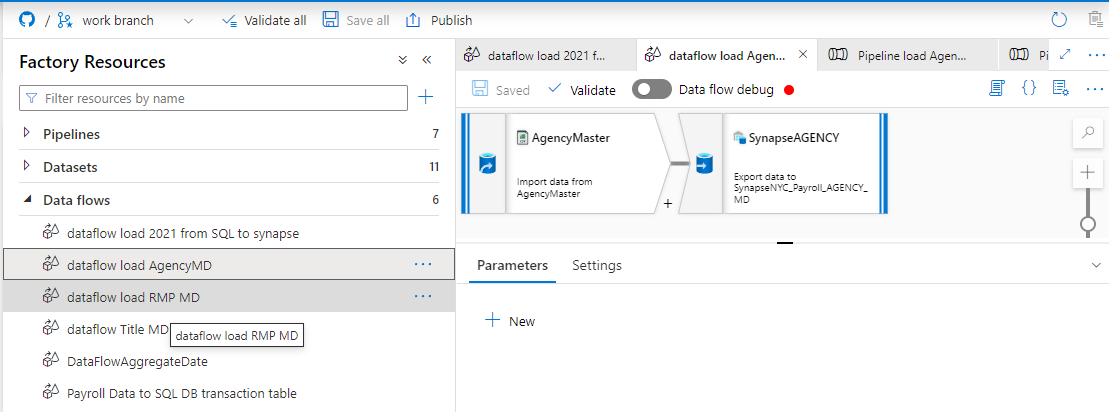 / work branch Validate all Save all Publish
Factory Resources
Filter resources by name
Pipelines 7
Datasets 11
Data flows 6
dataflow load 2021 from SQL to synapse
dataflow load AgencyMD
dataflow load RMP MD
dataflow Title MD
dataflow load RMP MD
DataFlowAggregateDate
Payroll Data to SQL DB transaction table
dataflow load 2021 f... dataflow load Agen... Pipeline load Agen... Pi
Saved Validate Data flow debug
AgencyMaster
Import data from
AgencyMaster
SynapseAGENCY
Export data to
SynapseNYC_Payroll_AGENCY_
MD
Parameters Settings
New